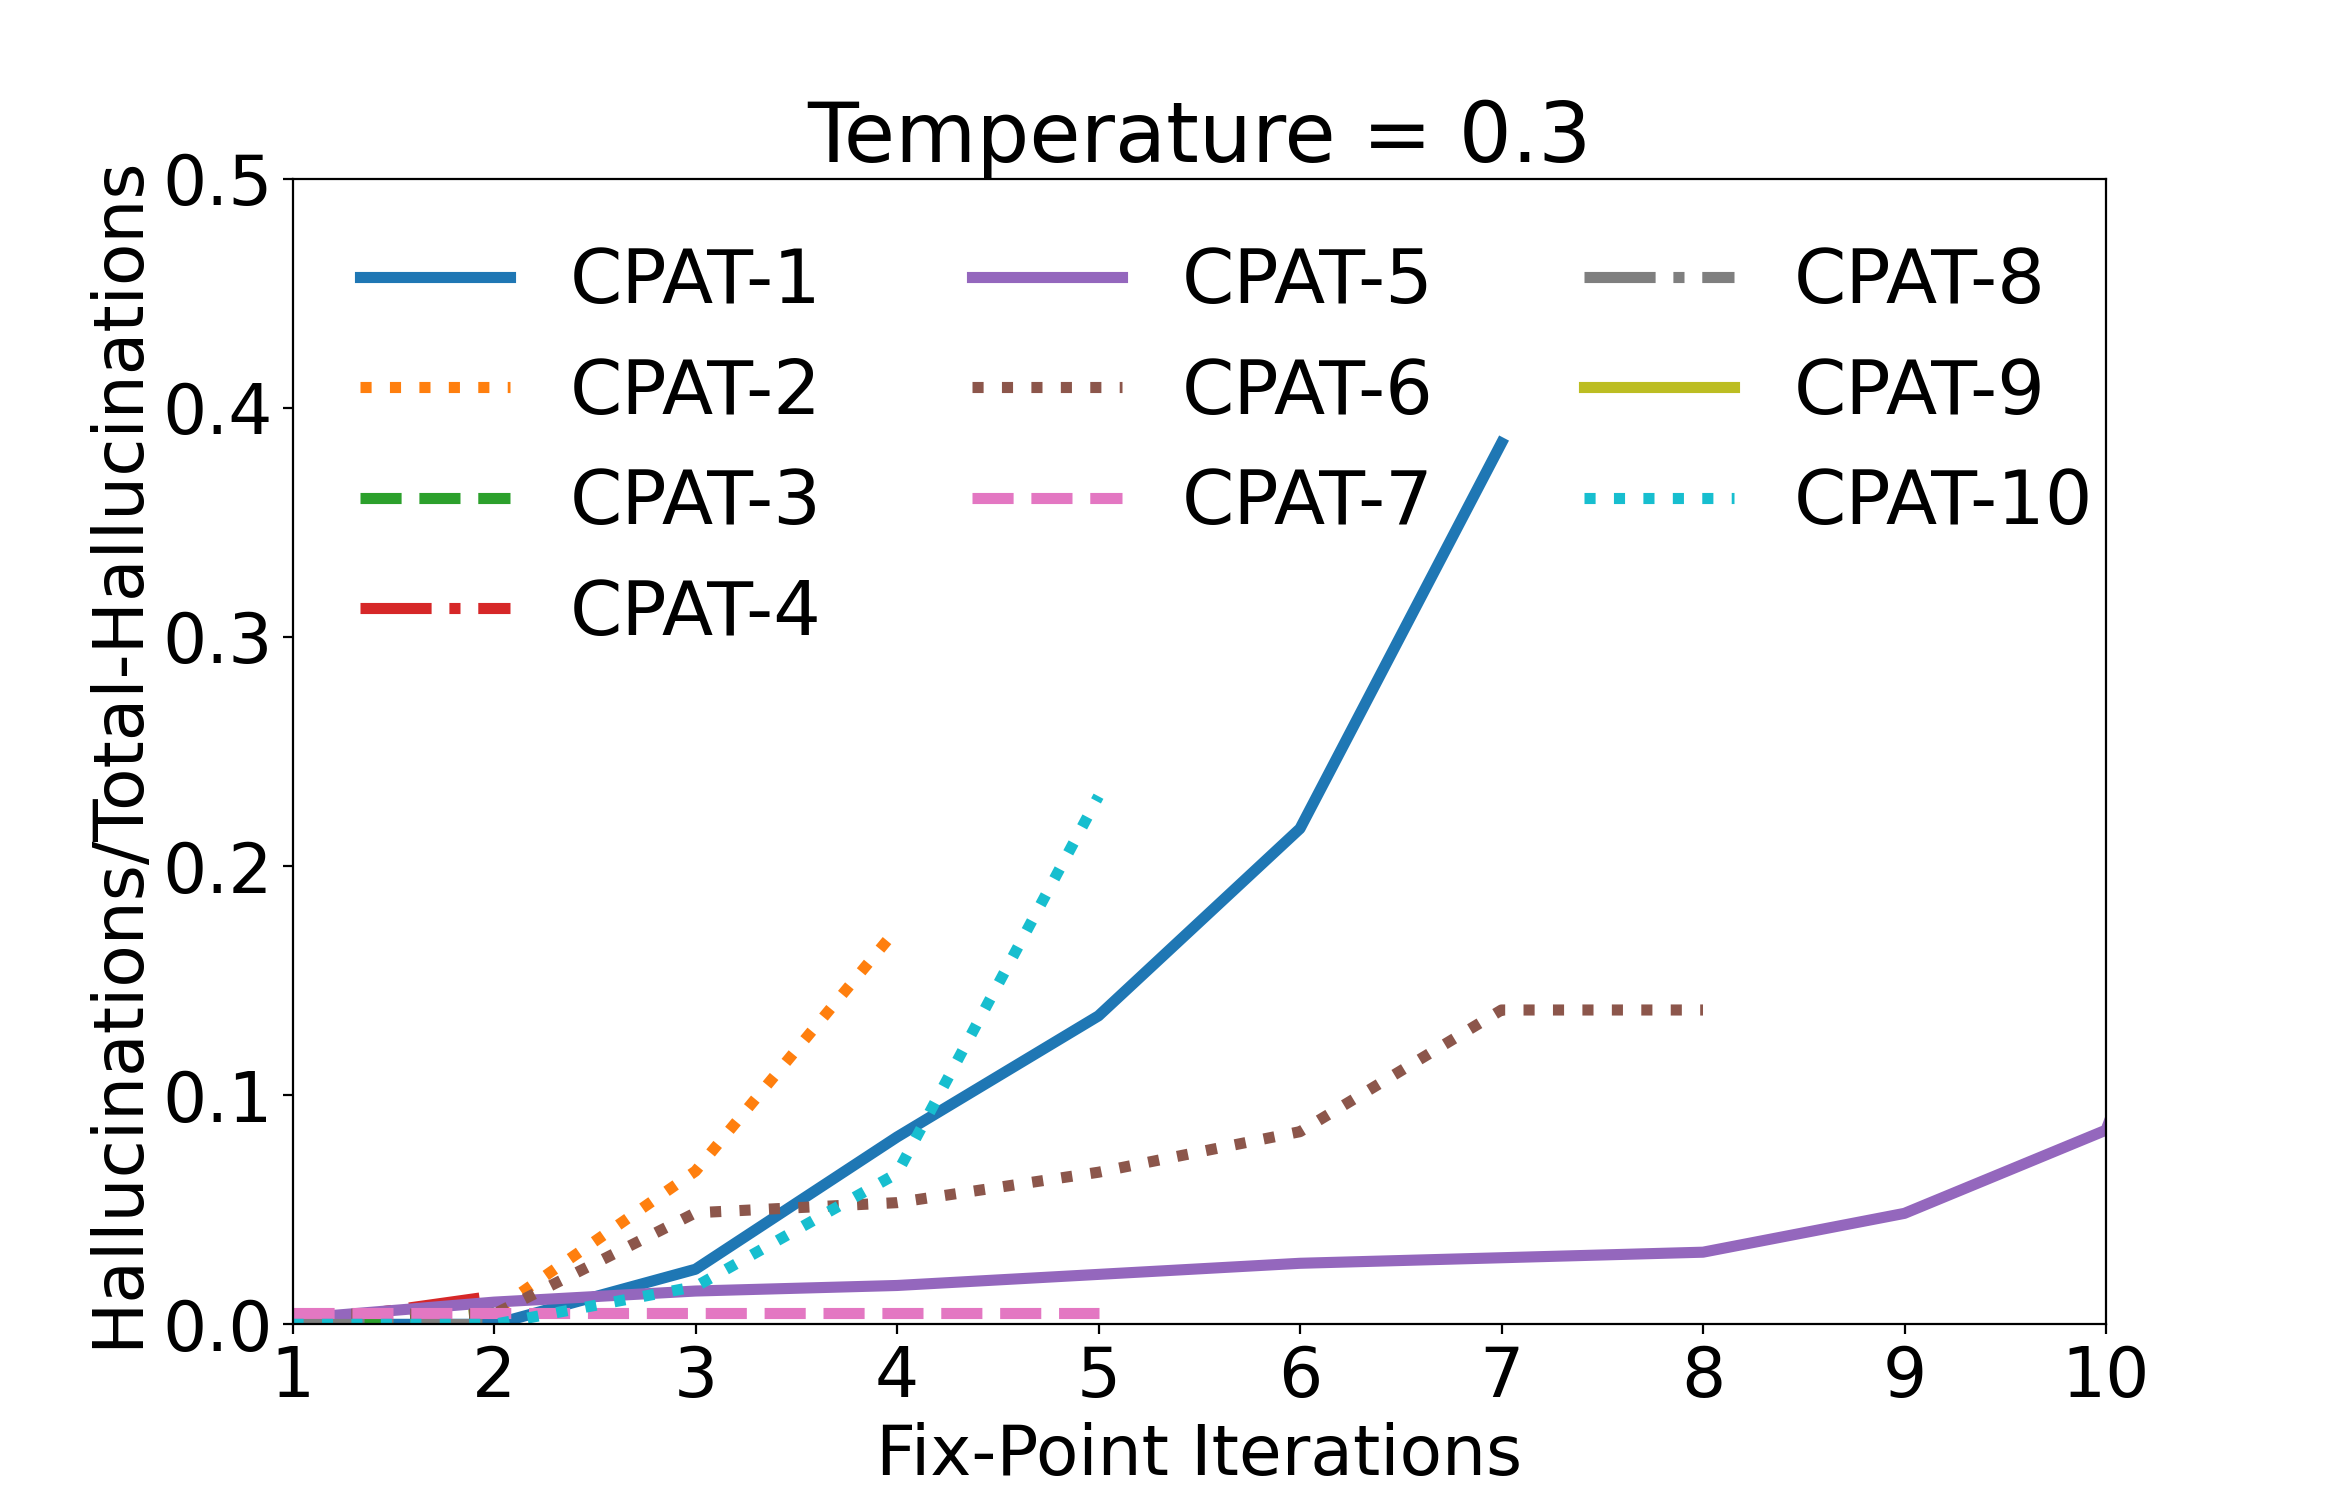 Temperature = 0.3
Hallucinations/Total-Hallucinations
0.5
0.4
0.3
0.2
0.1
0.0
CPAT-1
CPAT-2
CPAT-3
CPAT-4
CPAT-5
CPAT-6
CPAT-7
CPAT-8
CPAT-9
CPAT-10
1 2 3 4 5 6 7 8 9 10
Fix-Point Iterations